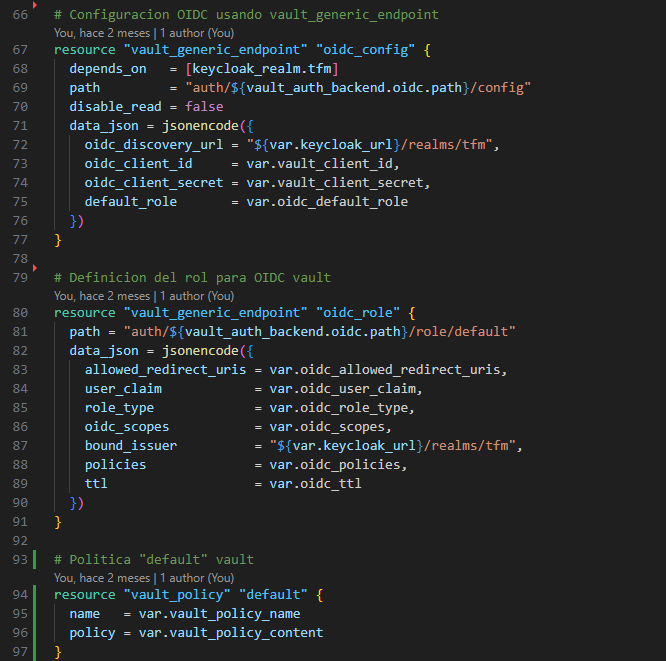 66 # Configuracion OIDC usando vault_generic_endpoint
You, hace 2 meses | 1 author (You)
67 resource "vault_generic_endpoint" "oidc_config" {
68   depends_on   = [keycloak_realm.tfm]
69   path         = "auth/${vault_auth_backend.oidc.path}/config"
70   disable_read = false
71   data_json = jsonencode({
72     oidc_discovery_url = "${var.keycloak_url}/realms/tfm",
73     oidc_client_id     = var.vault_client_id,
74     oidc_client_secret = var.vault_client_secret,
75     default_role       = var.oidc_default_role
76   })
77 }
78
79 # Definicion del rol para OIDC vault
You, hace 2 meses | 1 author (You)
80 resource "vault_generic_endpoint" "oidc_role" {
81   path = "auth/${vault_auth_backend.oidc.path}/role/default"
82   data_json = jsonencode({
83     allowed_redirect_uris = var.oidc_allowed_redirect_uris,
84     user_claim            = var.oidc_user_claim,
85     role_type             = var.oidc_role_type,
86     oidc_scopes           = var.oidc_scopes,
87     bound_issuer          = "${var.keycloak_url}/realms/tfm",
88     policies              = var.oidc_policies,
89     ttl                   = var.oidc_ttl
90   })
91 }
92
93 # Politica "default" vault
You, hace 2 meses | 1 author (You)
94 resource "vault_policy" "default" {
95   name   = var.vault_policy_name
96   policy = var.vault_policy_content
97 }